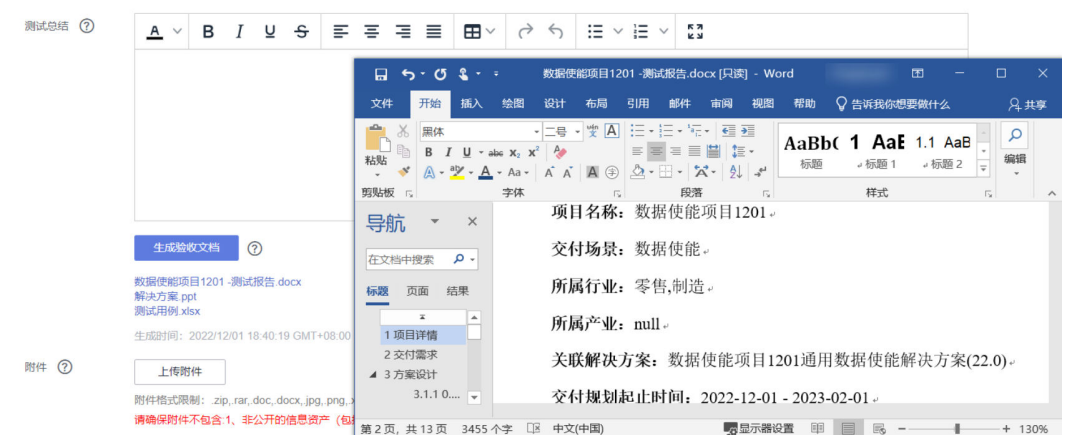 测试总结
数据使能项目1201 -测试报告.docx [只读] - Word
文件 开始 插入 绘图 设计 布局 引用 邮件 审阅 视图 帮助 告诉我你想要做什么 共享
黑体 二号
粘贴
AaBb( 1 AaE 1.1 AaB
标题 标题 1 标题 2
编辑
剪贴板 字体 段落 样式
导航
在文档中搜索
标题 页面 结果
1 项目详情
2 交付需求
3 方案设计
3.1.1 0....
项目名称：数据使能项目1201
交付场景：数据使能
所属行业：零售,制造
所属产业：null
关联解决方案：数据使能项目1201通用数据使能解决方案(22.0)
交付规划起止时间：2022-12-01 - 2023-02-01
第 2 页，共 13 页 3455 个字 中文(中国) 显示器设置 130%
生成验收文档
数据使能项目1201 -测试报告.docx
解决方案.ppt
测试用例.xlsx
生成时间：2022/12/01 18:40:19 GMT+08:00
附件
上传附件
附件格式限制：.zip,.rar,.doc,.docx,.jpg,.png,.x
请确保附件不包含:1、非公开的信息资产（包